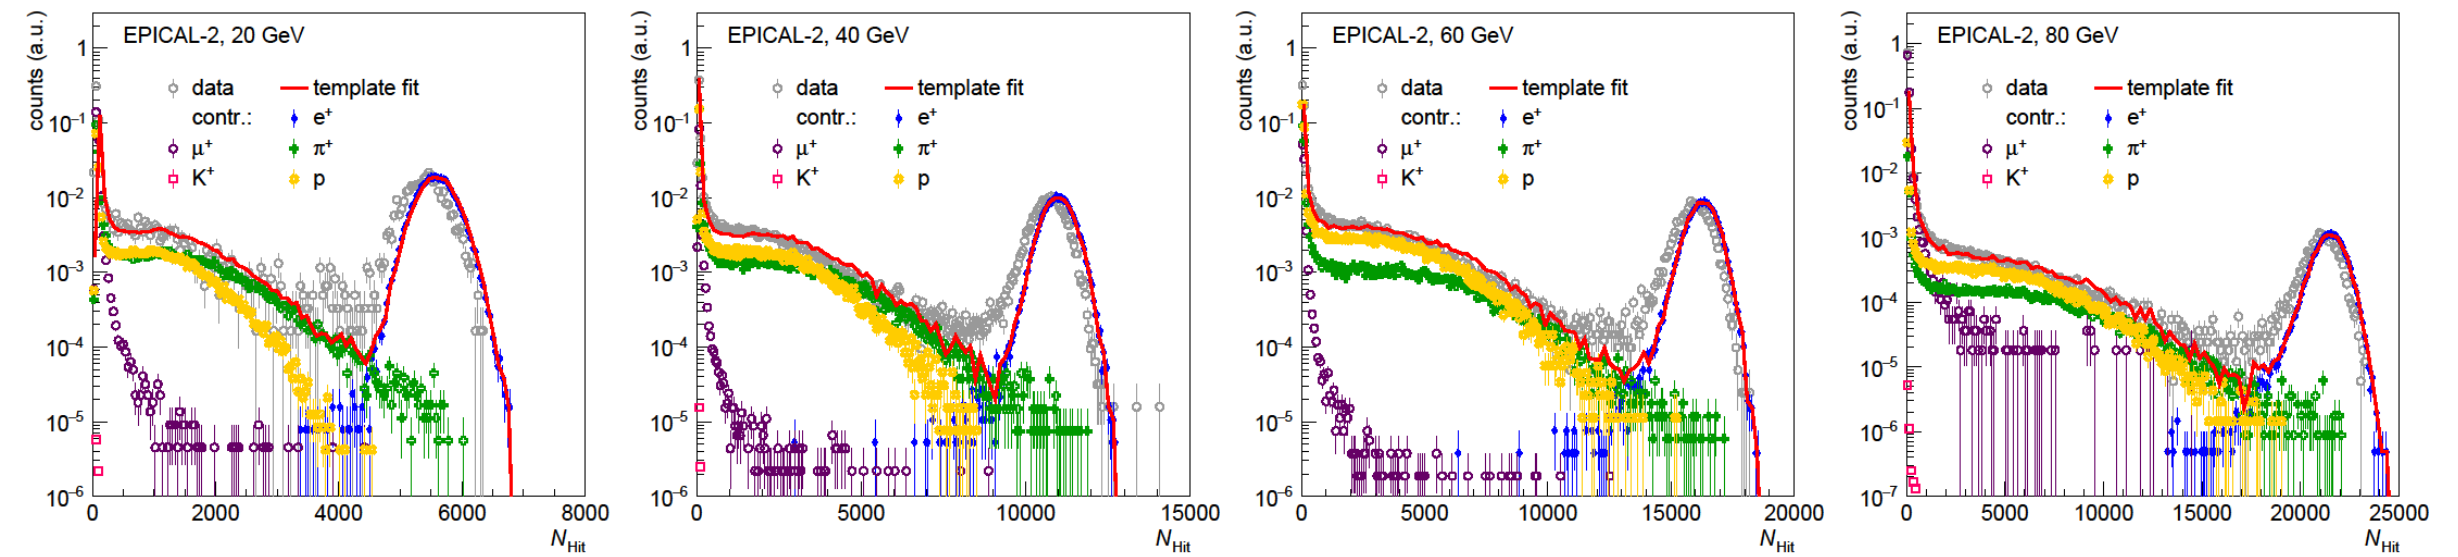 counts (a.u.)
EPICAL-2, 20 GeV
data
template fit
contr.:
e⁺
μ⁺
π⁺
K⁺
p
1
10⁻¹
10⁻²
10⁻³
10⁻⁴
10⁻⁵
10⁻⁶
0 2000 4000 6000 8000
N_Hit
counts (a.u.)
EPICAL-2, 40 GeV
data
template fit
contr.:
e⁺
μ⁺
π⁺
K⁺
p
1
10⁻¹
10⁻²
10⁻³
10⁻⁴
10⁻⁵
10⁻⁶
0 5000 10000 15000
N_Hit
counts (a.u.)
EPICAL-2, 60 GeV
data
template fit
contr.:
e⁺
μ⁺
π⁺
K⁺
p
1
10⁻¹
10⁻²
10⁻³
10⁻⁴
10⁻⁵
10⁻⁶
0 5000 10000 15000 20000
N_Hit
counts (a.u.)
EPICAL-2, 80 GeV
data
template fit
contr.:
e⁺
μ⁺
π⁺
K⁺
p
1
10⁻¹
10⁻²
10⁻³
10⁻⁴
10⁻⁵
10⁻⁶
10⁻⁷
0 5000 10000 15000 20000 25000
N_Hit